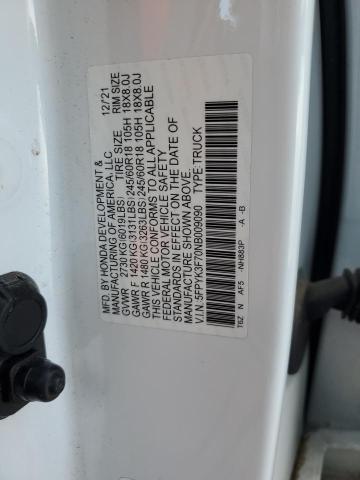 MFD. BY HONDA DEVELOPMENT & 12/21
MANUFACTURING OF AMERICA, LLC
2730 KG (6019LBS) TIRE SIZE RIM SIZE
GVWR
GAWR F 1420 KG(3131LBS) 245/60R18 105H 18X8.0J
GAWR R 1480 KG(3263LBS) 245/60R18 105H 18X8.0J
THIS VEHICLE CONFORMS TO ALL APPLICABLE
FEDERAL MOTOR VEHICLE SAFETY
STANDARDS IN EFFECT ON THE DATE OF
MANUFACTURE SHOWN ABOVE.
V.I.N. 5FPYK3F70NB009090 TYPE:TRUCK
T6Z N AF5 -NH883P -A -B